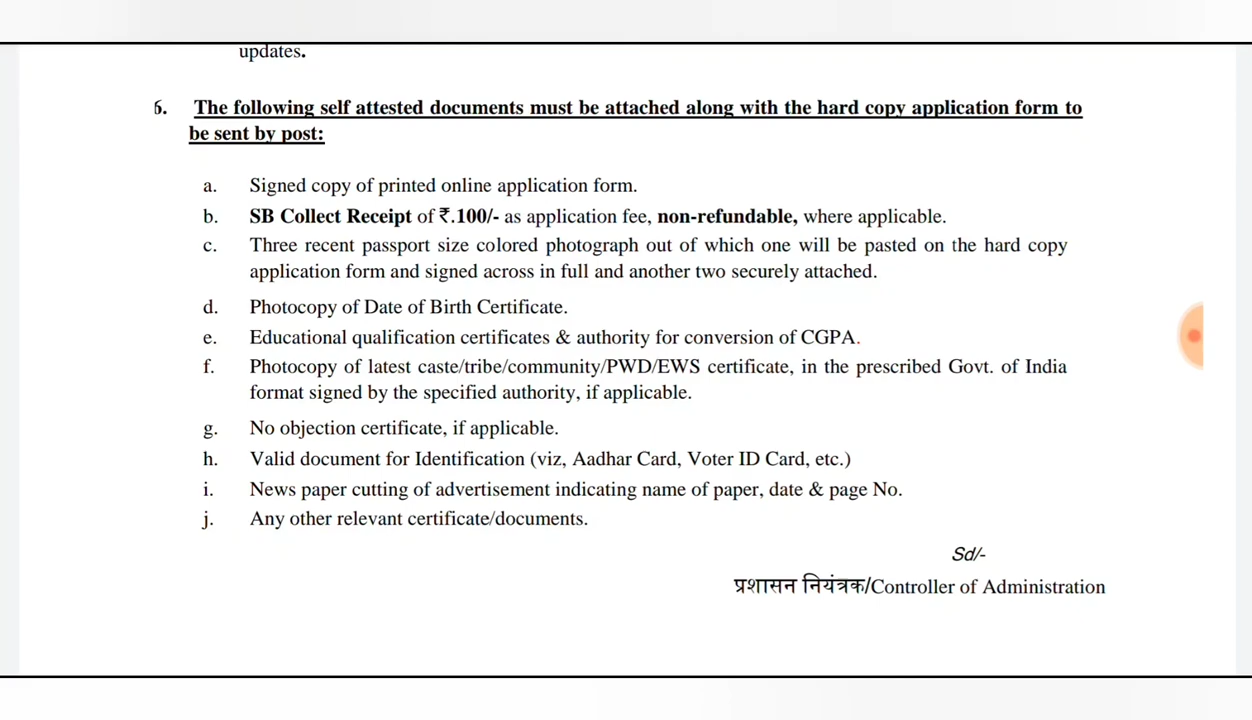 updates.
6. The following self attested documents must be attached along with the hard copy application form to
be sent by post:
a. Signed copy of printed online application form.
b. SB Collect Receipt of ₹.100/- as application fee, non-refundable, where applicable.
c. Three recent passport size colored photograph out of which one will be pasted on the hard copy
application form and signed across in full and another two securely attached.
d. Photocopy of Date of Birth Certificate.
e. Educational qualification certificates & authority for conversion of CGPA.
f. Photocopy of latest caste/tribe/community/PWD/EWS certificate, in the prescribed Govt. of India
format signed by the specified authority, if applicable.
g. No objection certificate, if applicable.
h. Valid document for Identification (viz, Aadhar Card, Voter ID Card, etc.)
i. News paper cutting of advertisement indicating name of paper, date & page No.
j. Any other relevant certificate/documents.
Sd/-
प्रशासन नियंत्रक/Controller of Administration